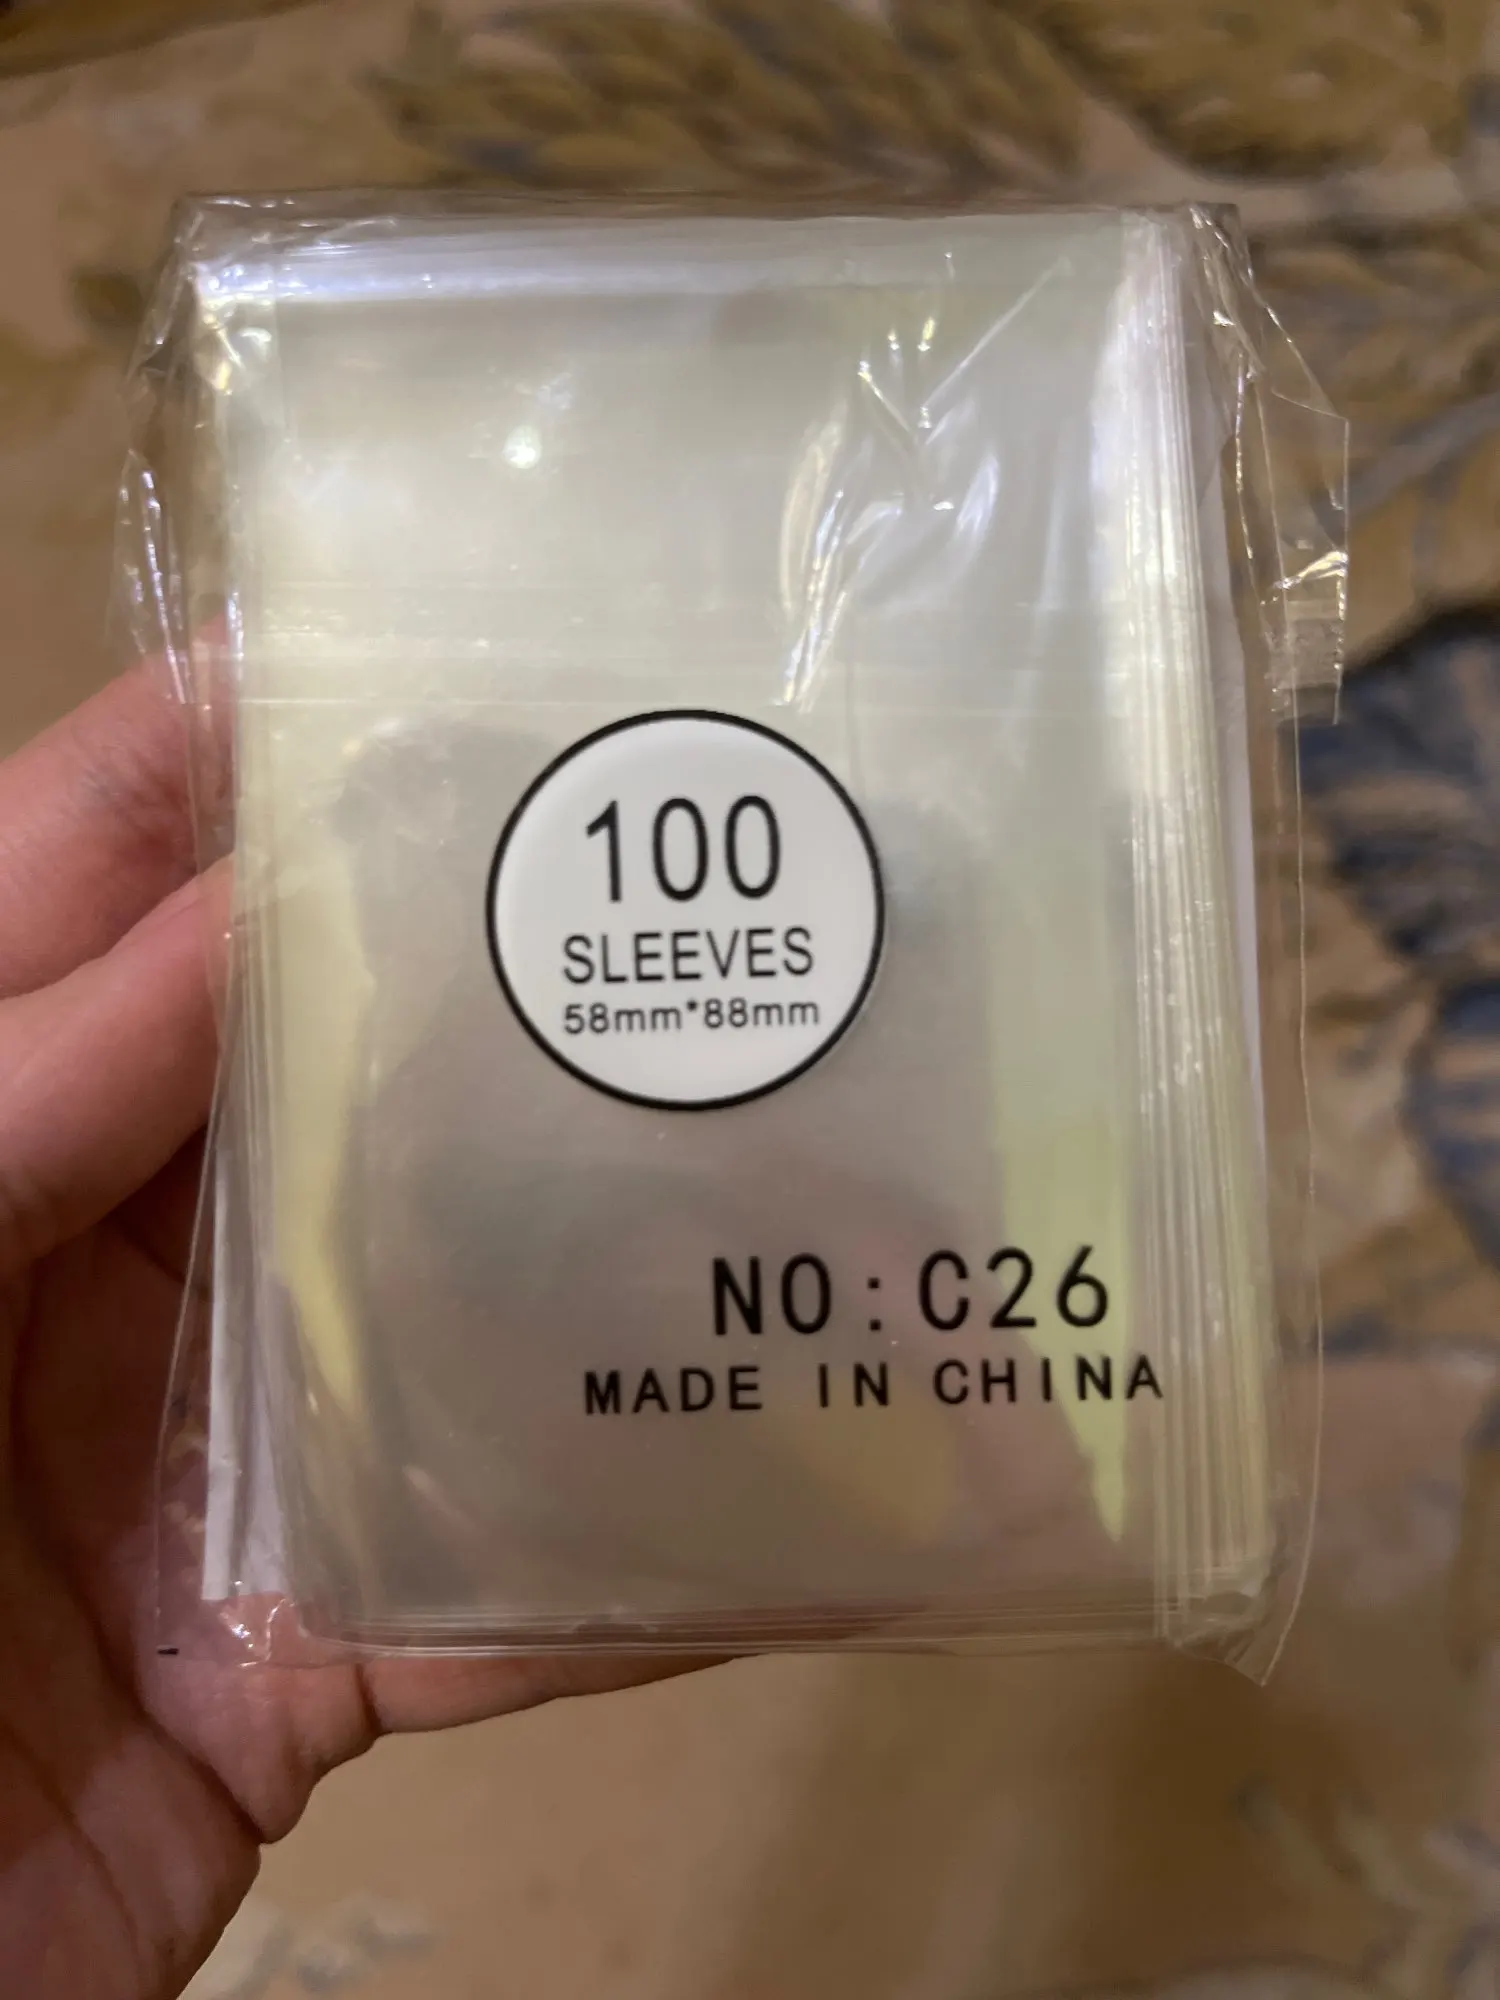 100
SLEEVES
58mm*88mm
NO:C26
MADE IN CHINA